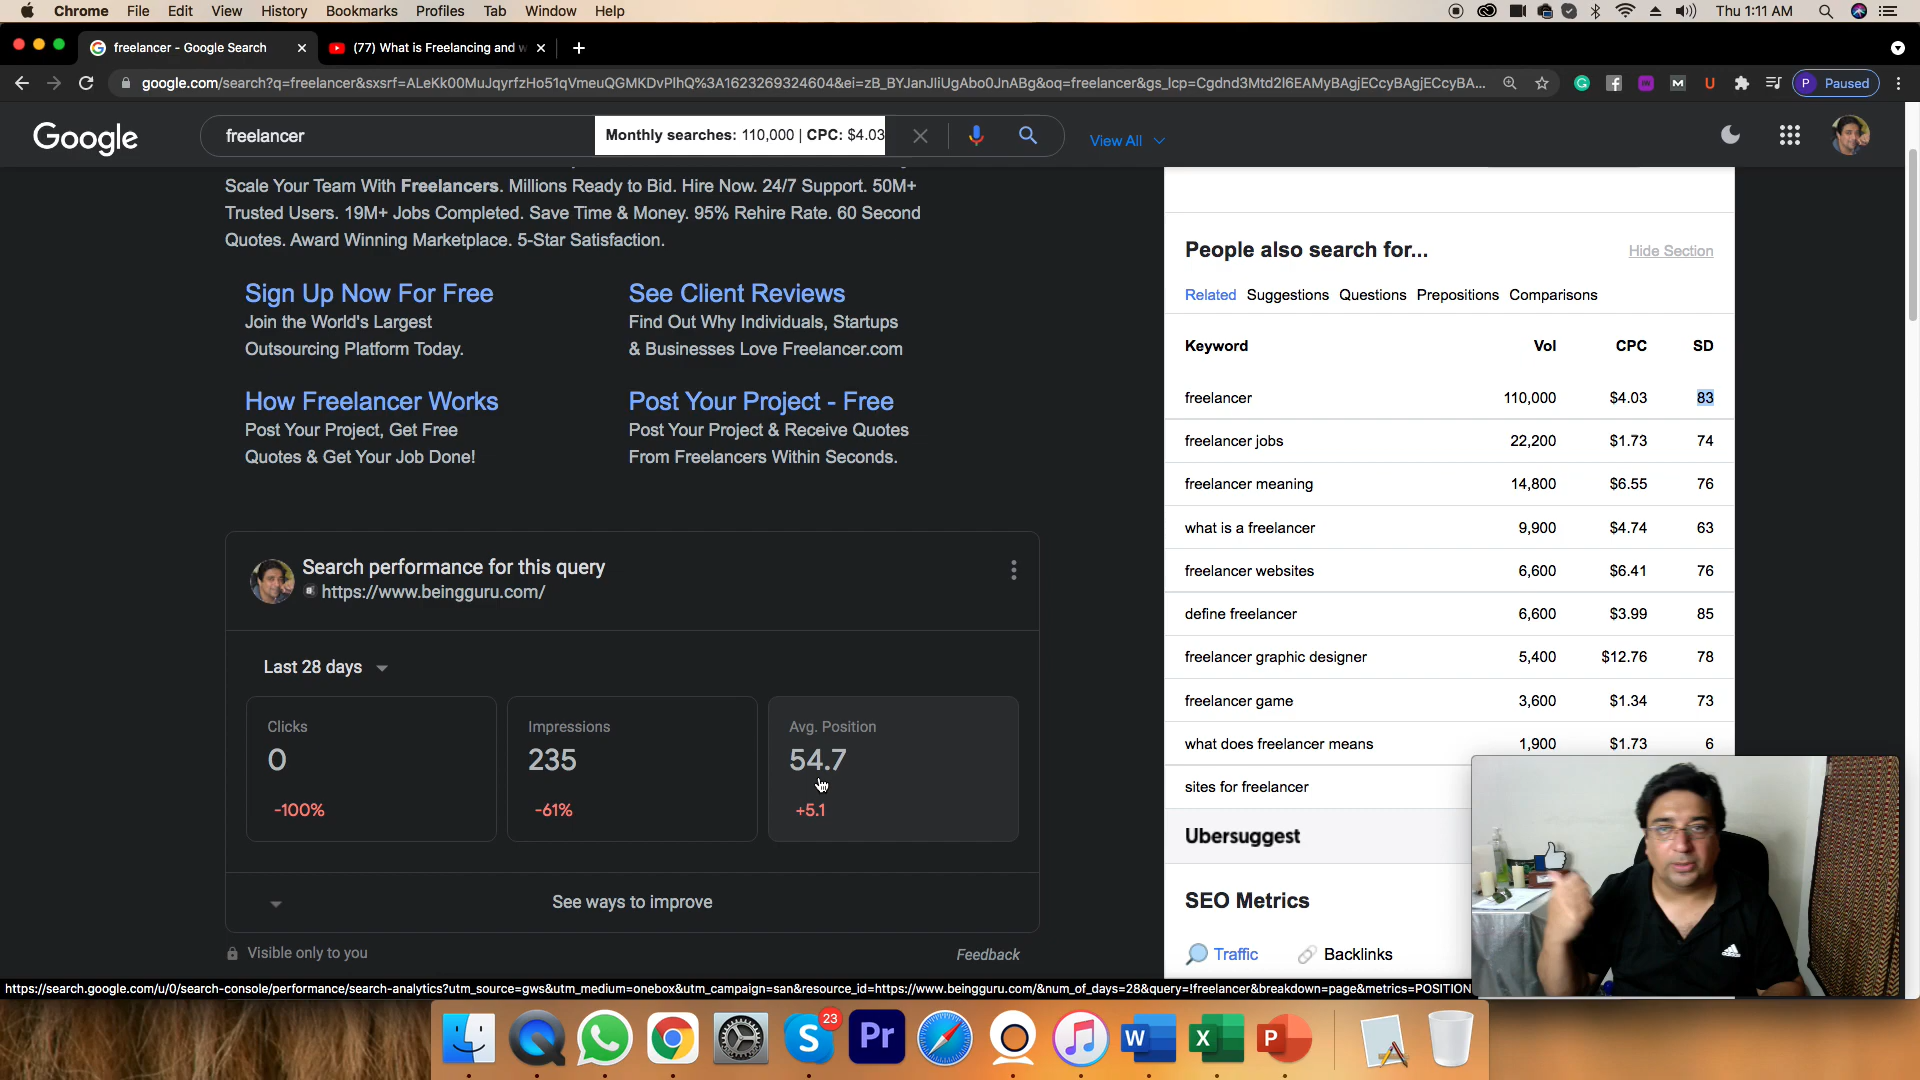 Chrome File Edit View History Bookmarks Profiles Tab Window Help
Thu 1:11 AM
freelancer - Google Search
(77) What is Freelancing and w
google.com/search?q=freelancer&sxsrf=ALeKk00MuJqyrfzHo51qVmeuQGMKDvPIhQ%3A1623269324604&ei=zB_BYJanJIiUgAbo0JnABg&oq=freelancer&gs_lcp=Cgdnd3Mtd2l6EAMyBAgjECcyBAgjECcyBA...
Paused
Google
freelancer
Monthly searches: 110,000 | CPC: $4.03
View All
Scale Your Team With Freelancers. Millions Ready to Bid. Hire Now. 24/7 Support. 50M+
Trusted Users. 19M+ Jobs Completed. Save Time & Money. 95% Rehire Rate. 60 Second
Quotes. Award Winning Marketplace. 5-Star Satisfaction.
Sign Up Now For Free
Join the World's Largest
Outsourcing Platform Today.
See Client Reviews
Find Out Why Individuals, Startups
& Businesses Love Freelancer.com
How Freelancer Works
Post Your Project, Get Free
Quotes & Get Your Job Done!
Post Your Project - Free
Post Your Project & Receive Quotes
From Freelancers Within Seconds.
Search performance for this query
https://www.beingguru.com/
Last 28 days
Clicks
0
-100%
Impressions
235
-61%
Avg. Position
54.7
+5.1
See ways to improve
Visible only to you
Feedback
People also search for...
Hide Section
Related Suggestions Questions Prepositions Comparisons
Keyword Vol CPC SD
freelancer 110,000 $4.03 83
freelancer jobs 22,200 $1.73 74
freelancer meaning 14,800 $6.55 76
what is a freelancer 9,900 $4.74 63
freelancer websites 6,600 $6.41 76
define freelancer 6,600 $3.99 85
freelancer graphic designer 5,400 $12.76 78
freelancer game 3,600 $1.34 73
what does freelancer means 1,900 $1.73 6
sites for freelancer
Ubersuggest
SEO Metrics
Traffic
Backlinks
https://search.google.com/u/0/search-console/performance/search-analytics?utm_source=gws&utm_medium=onebox&utm_campaign=san&resource_id=https://www.beingguru.com/&num_of_days=28&query=!freelancer&breakdown=page&metrics=POSITION
23
Pr
W
X
P